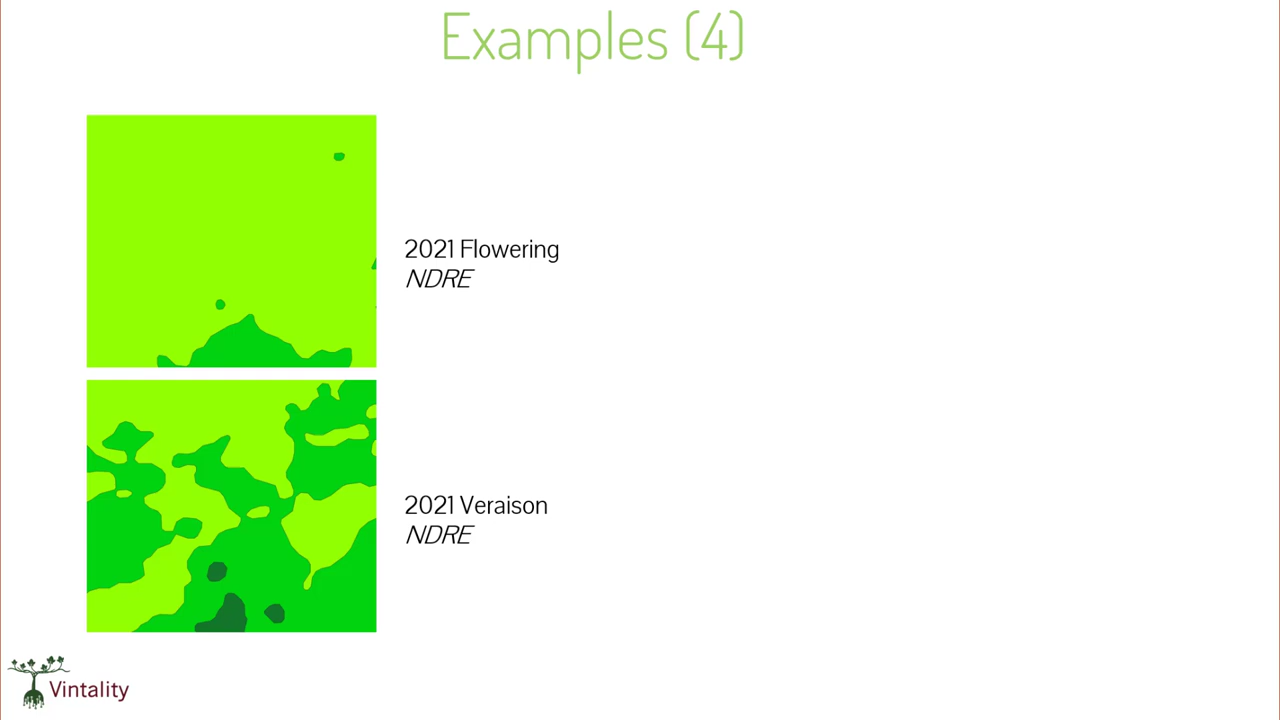 Examples (4)
2021 Flowering
NDRE
2021 Veraison
NDRE
Vintality